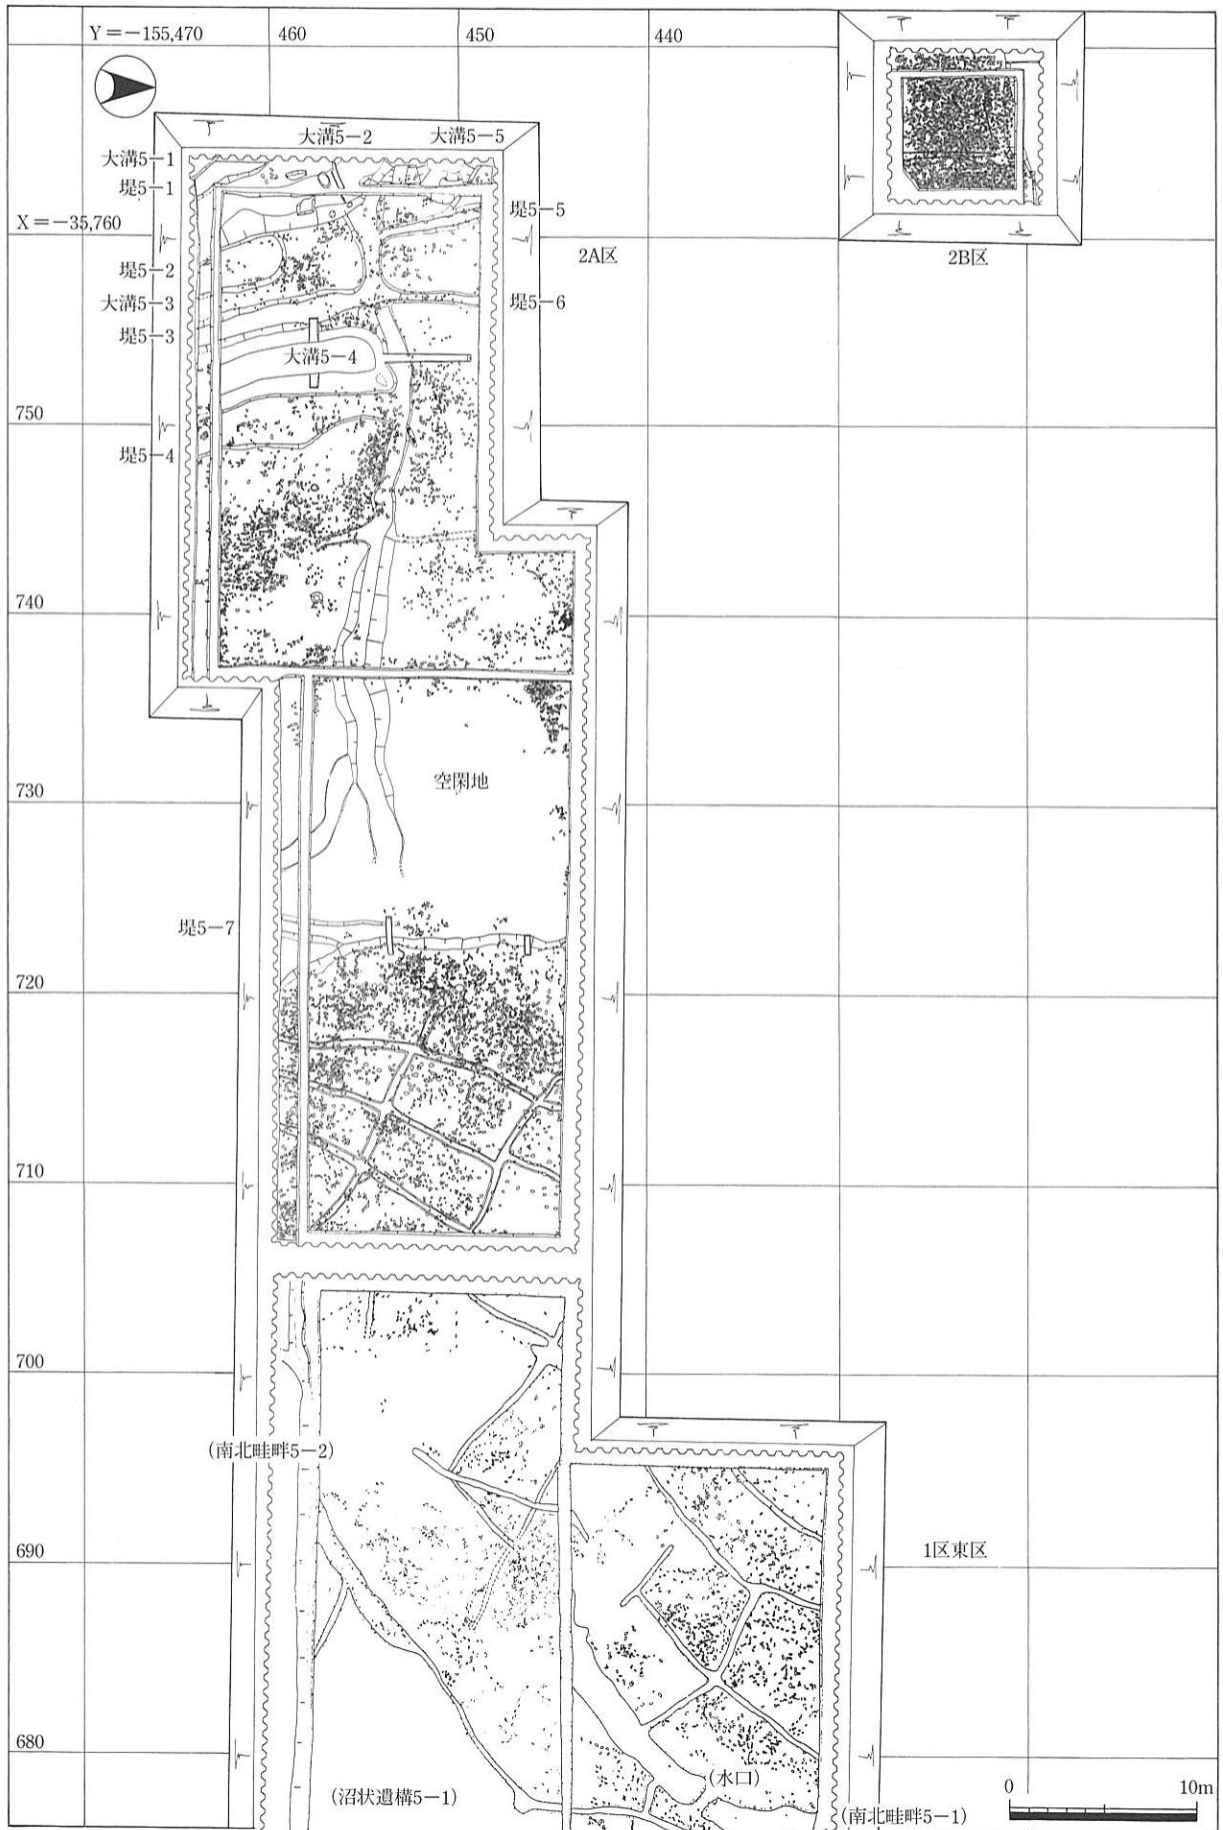 Y=-155,470
460
450
440
大溝5-2
大溝5-5
大溝5-1
堤5-1
X=-35,760
堤5-5
2A区
2B区
堤5-2
大溝5-3
堤5-6
堤5-3
大溝5-4
750
堤5-4
740
730
空閑地
堤5-7
720
710
700
(南北畦畔5-2)
690
1区東区
680
(水口)
(沼状遺構5-1)
(南北畦畔5-1)
0
10m